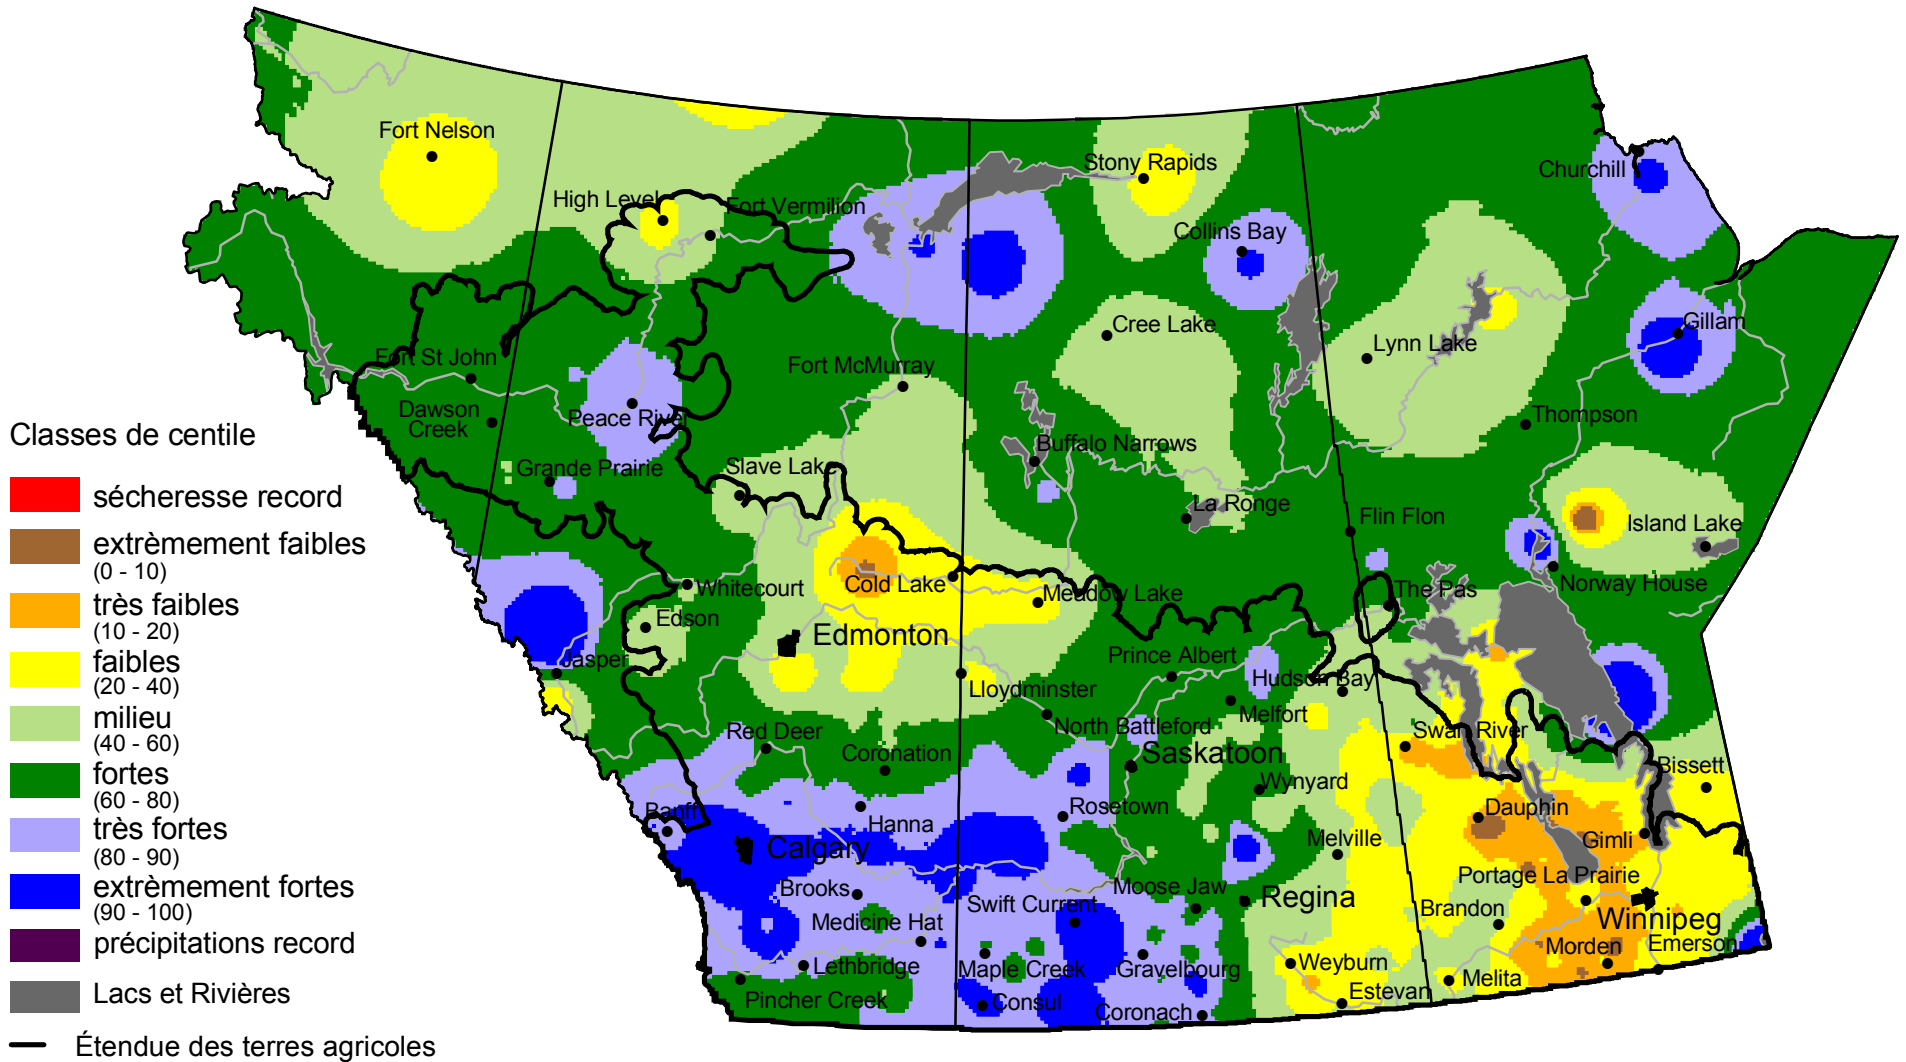 Fort Nelson
High Level
Fort Vermilion
Stony Rapids
Churchill
Collins Bay
Cree Lake
Gillam
Lynn Lake
Fort St John
Fort McMurray
Dawson
Creek
Peace River
Thompson
Buffalo Narrows
Grande Prairie
Slave Lake
La Ronge
Flin Flon
Island Lake
Whitecourt
Cold Lake
Meadow Lake
The Pas
Norway House
Edson
Edmonton
Jasper
Prince Albert
Hudson Bay
Lloydminster
Melfort
North Battleford
Red Deer
Coronation
Saskatoon
Swan River
Wynyard
Bissett
Banff
Hanna
Rosetown
Dauphin
Calgary
Melville
Gimli
Brooks
Moose Jaw
Portage La Prairie
Medicine Hat
Swift Current
Regina
Brandon
Winnipeg
Morden
Emerson
Lethbridge
Maple Creek
Gravelbourg
Weyburn
Melita
Pincher Creek
Consul
Coronach
Estevan
Classes de centile
sécheresse record
extrèmement faibles
(0 - 10)
très faibles
(10 - 20)
faibles
(20 - 40)
milieu
(40 - 60)
fortes
(60 - 80)
très fortes
(80 - 90)
extrèmement fortes
(90 - 100)
précipitations record
Lacs et Rivières
Étendue des terres agricoles